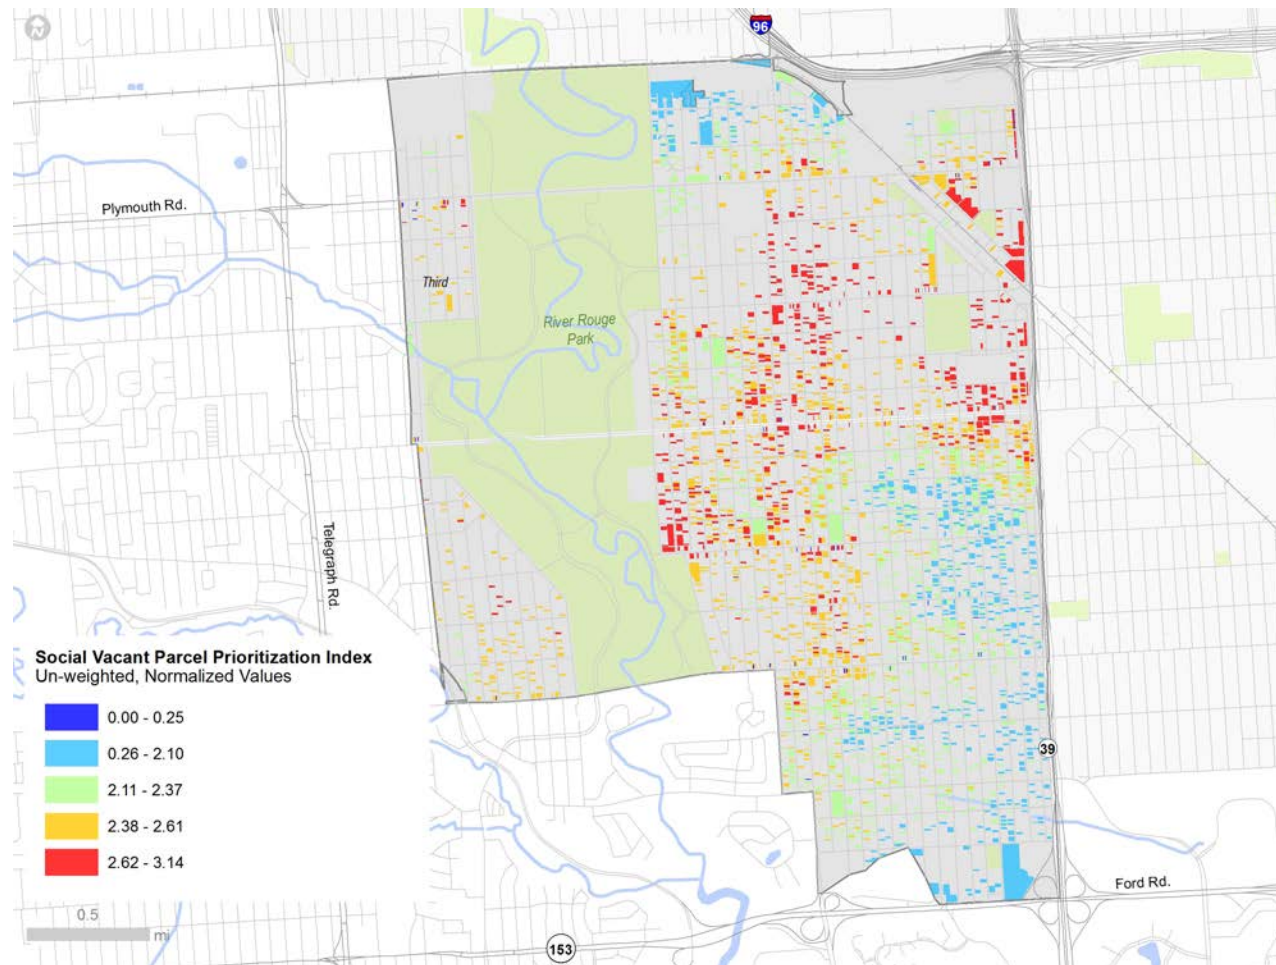 N
96
Plymouth Rd.
Third
River Rouge
Park
Telegraph Rd.
Social Vacant Parcel Prioritization Index
Un-weighted, Normalized Values
0.00 - 0.25
0.26 - 2.10
2.11 - 2.37
2.38 - 2.61
2.62 - 3.14
39
Ford Rd.
0.5
mi
153